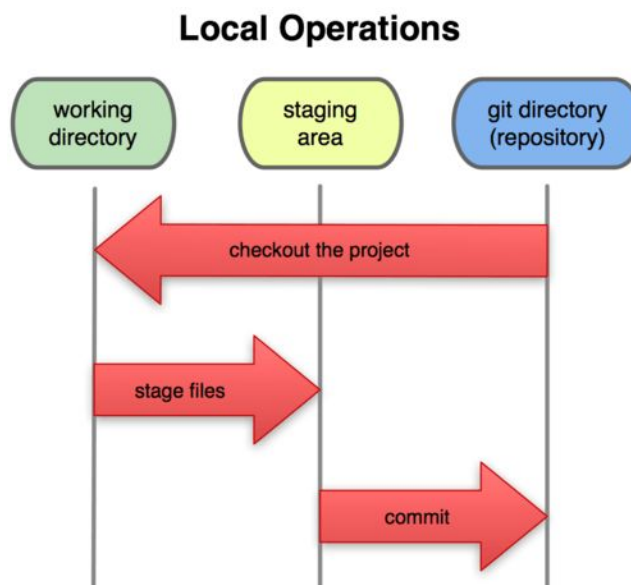 Local Operations
working
directory
staging
area
git directory
(repository)
checkout the project
stage files
commit